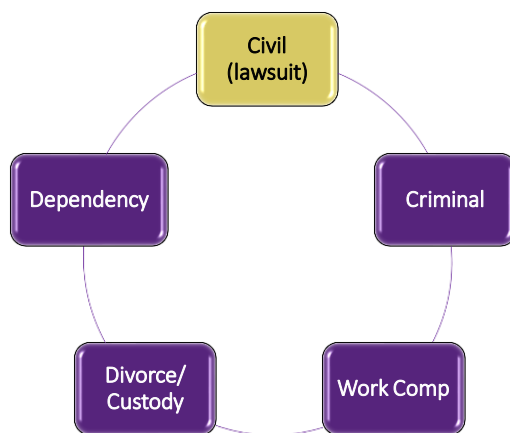 Civil
(lawsuit)
Dependency
Criminal
Divorce/
Custody
Work Comp